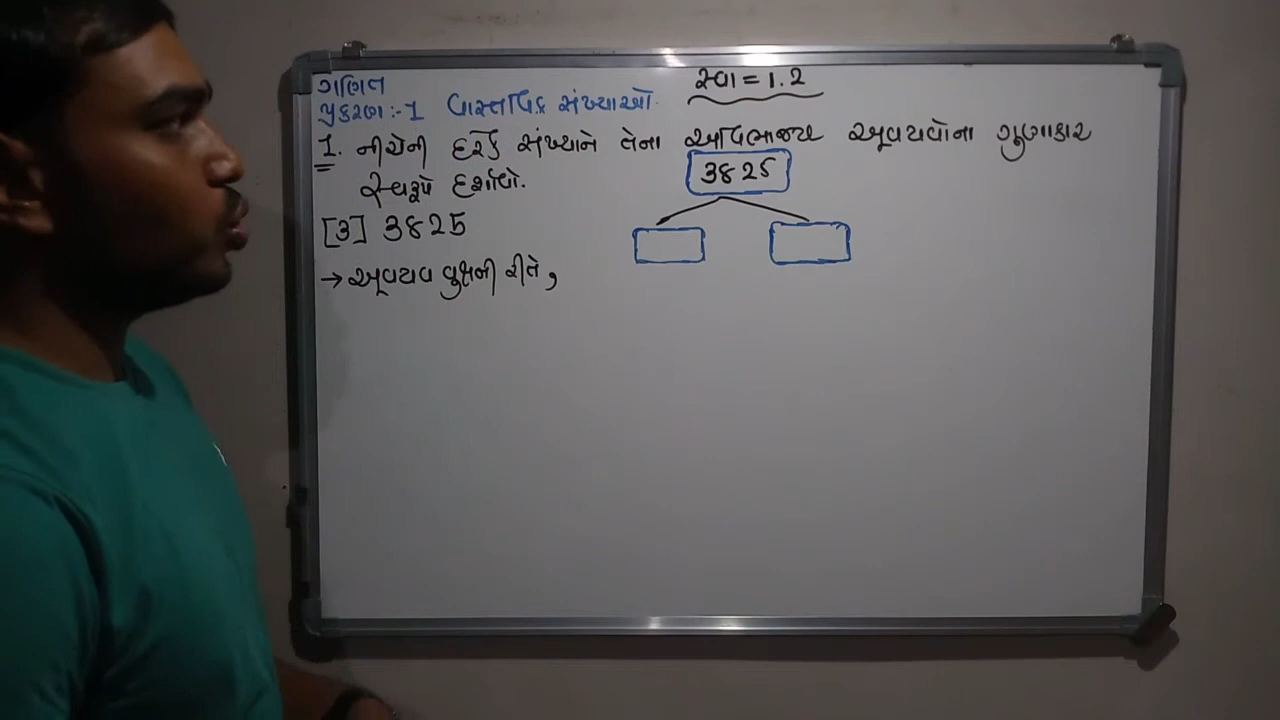 ગણિત
સ્વા = 1.2
પ્રકરણ:-1 વાસ્તવિક સંખ્યાઓ.
1. નીચેની દરેક સંખ્યાને તેના અવિભાજ્ય અવયવોના ગુણાકાર
સ્વરૂપે દર્શાવો.
3825
[3] 3825
→ અવયવ વૃક્ષની રીતે,